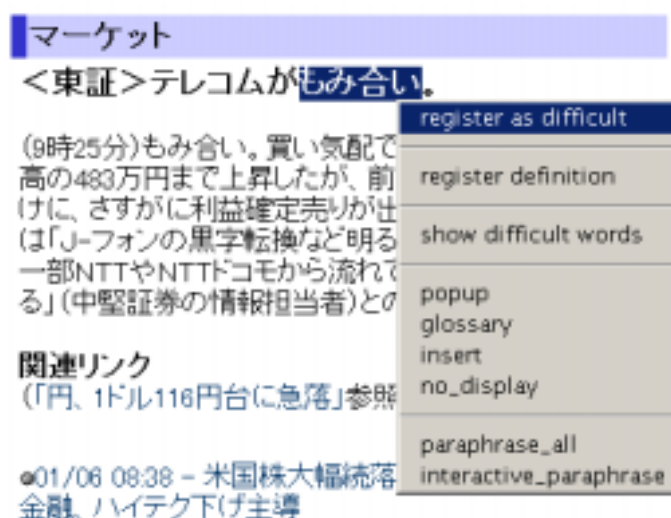 マーケット
＜東証＞テレコムがもみ合い。
(9時25分)もみ合い。買い気配で
高の483万円まで上昇したが、前
けに、さすがに利益確定売りが出
は「J-フォンの黒字転換など明る
一部NTTやNTTドコモから流れて
る」(中堅証券の情報担当者)との
関連リンク
(「円、1ドル116円台に急落」参照
●01/06 08:38 - 米国株大幅続落
金融、ハイテク下げ主導
register as difficult
register definition
show difficult words
popup
glossary
insert
no_display
paraphrase_all
interactive_paraphrase